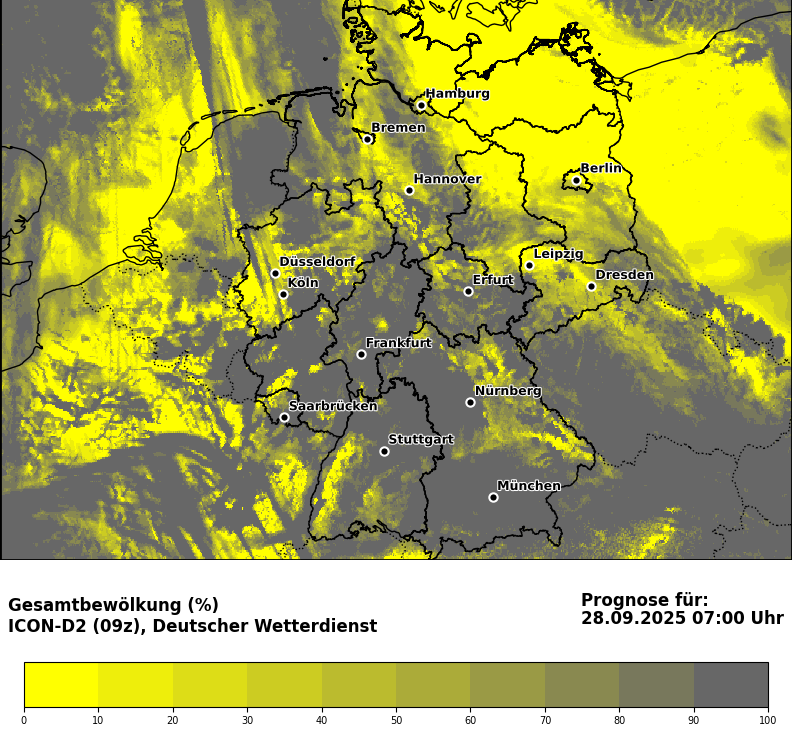 Hamburg
Bremen
Berlin
Hannover
Leipzig
Düsseldorf
Dresden
Erfurt
Köln
Frankfurt
Nürnberg
Saarbrücken
Stuttgart
München
Gesamtbewölkung (%)
ICON-D2 (09z), Deutscher Wetterdienst
Prognose für:
28.09.2025 07:00 Uhr
0 10 20 30 40 50 60 70 80 90 100